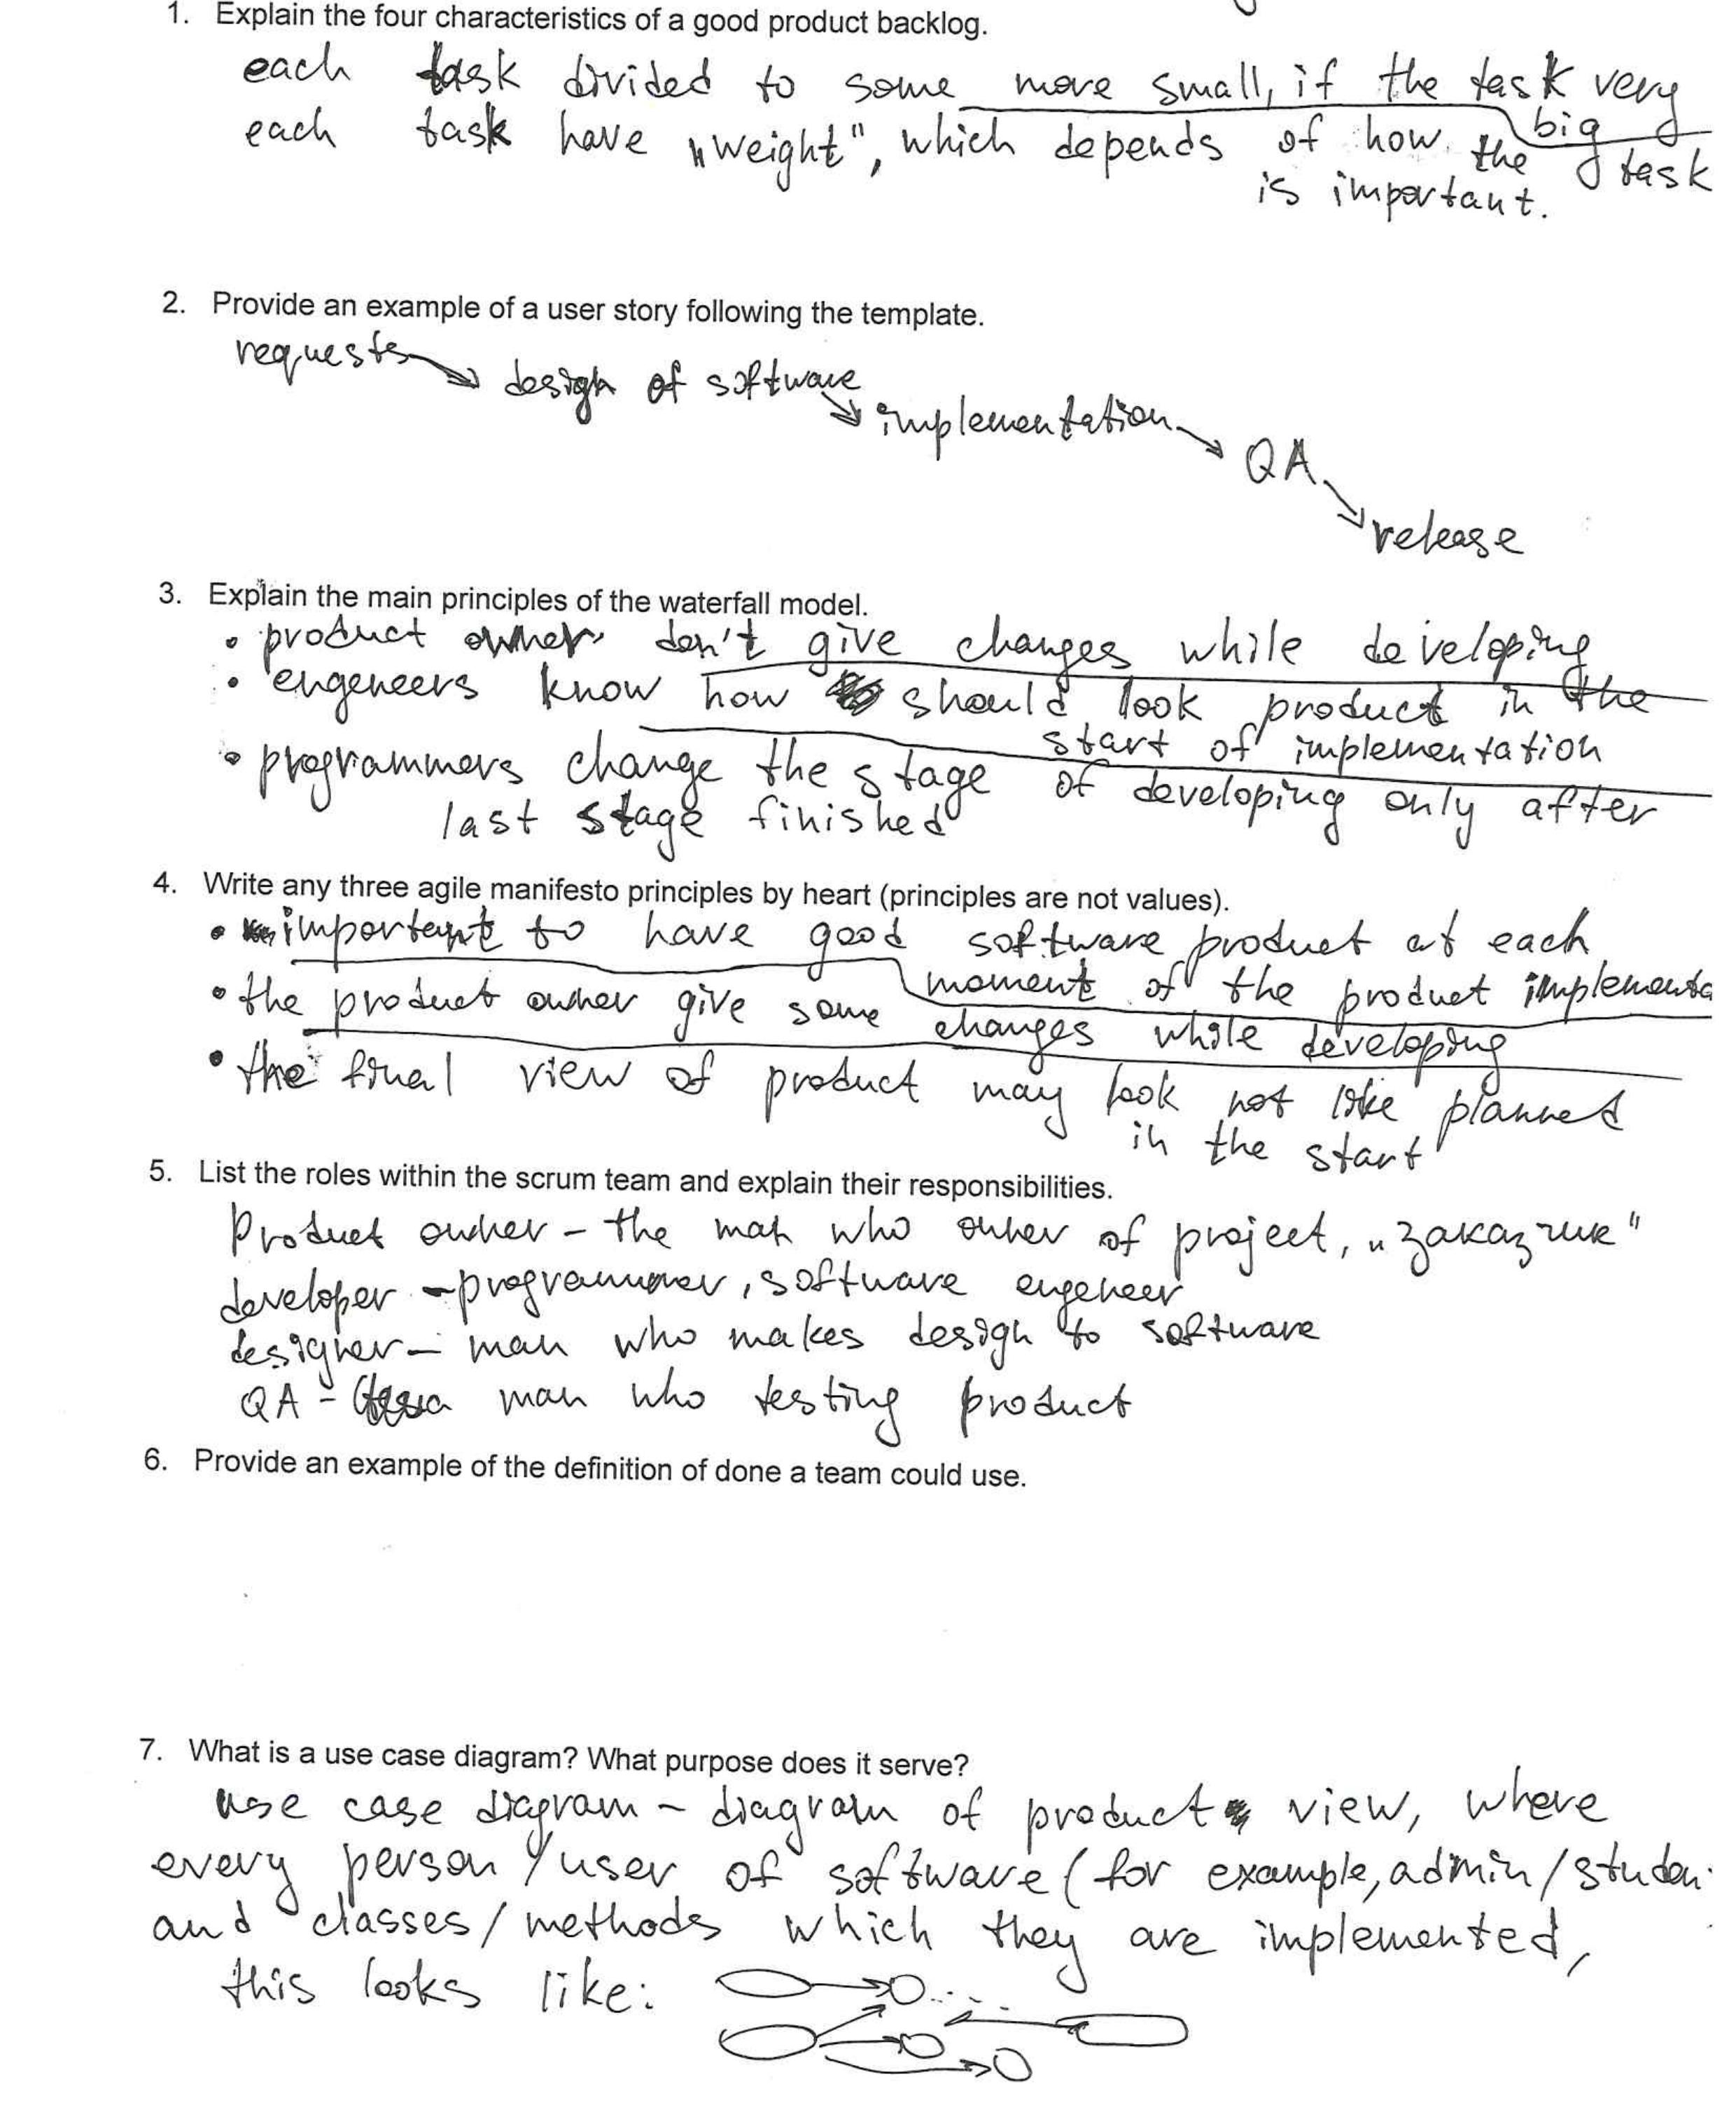 1. Explain the four characteristics of a good product backlog.
each task divided to some more small, if the task very
big
each task have „weight", which depends of how the task
is important.
2. Provide an example of a user story following the template.
requests
design of software
implementation
QA
release
3. Explain the main principles of the waterfall model.
• product owner don't give changes while developing
• engeneers know how should look product in the
start of implementation
• programmers change the stage of developing only after
last stage finished
4. Write any three agile manifesto principles by heart (principles are not values).
• important to have good software product at each
moment of the product implementa
• the product owner give some changes while developing
• the final view of product may look not like planned
in the start
5. List the roles within the scrum team and explain their responsibilities.
Product owner – the man who owner of project, „заказчик"
developer – programmer, software engeneer
designer – man who makes design to software
QA – man who testing product
6. Provide an example of the definition of done a team could use.
7. What is a use case diagram? What purpose does it serve?
use case diagram – diagram of product view, where
every person/user of software (for example, admin/studen
and classes/methods which they are implemented,
this looks like: